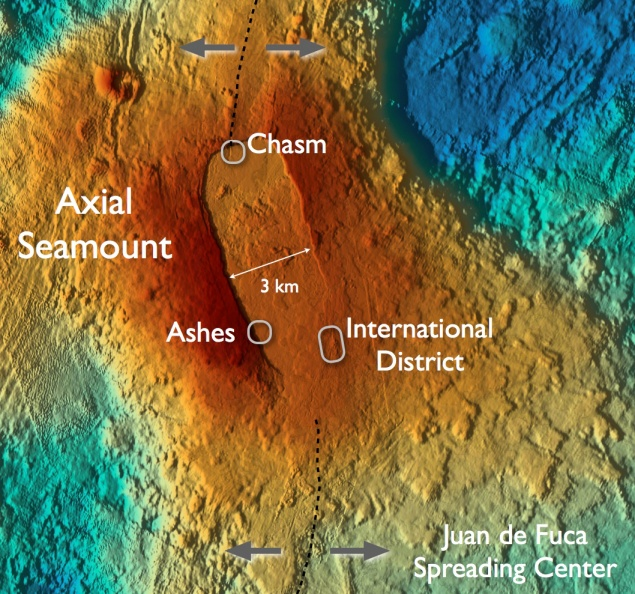 Chasm
Axial
Seamount
3 km
Ashes
International
District
Juan de Fuca
Spreading Center